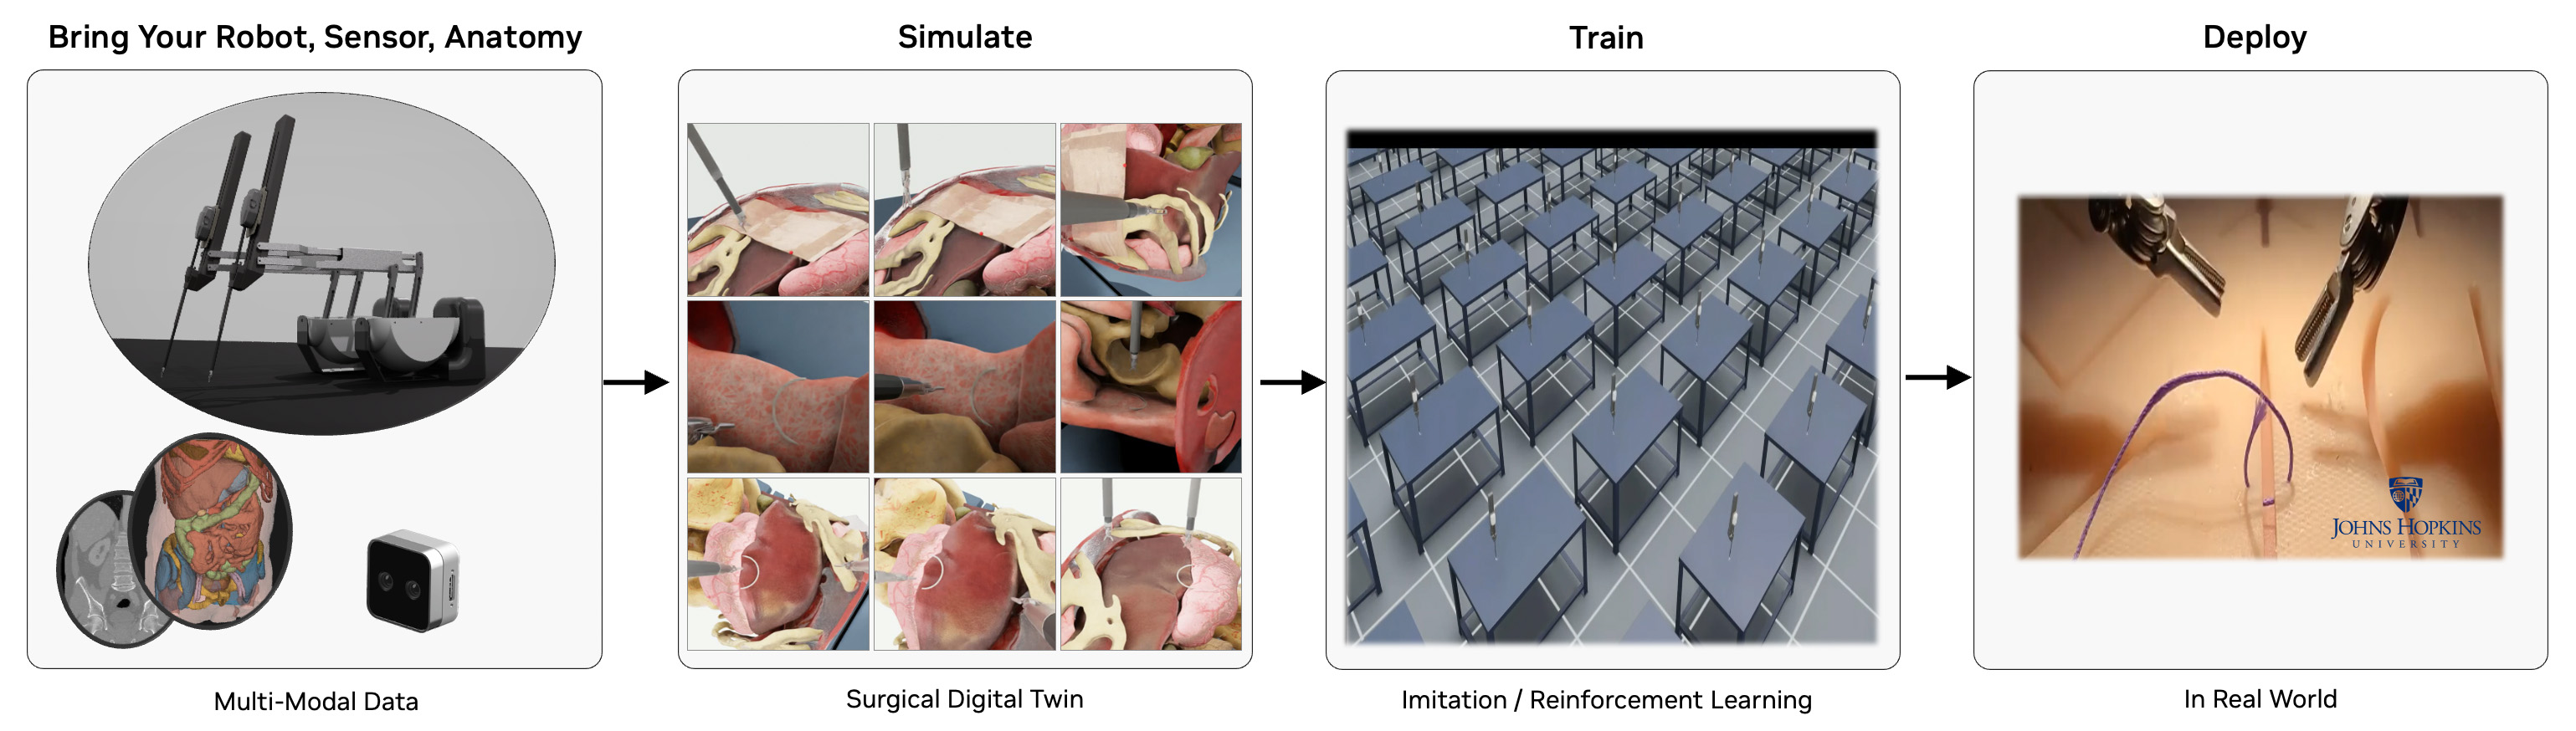 Bring Your Robot, Sensor, Anatomy
Simulate
Train
Deploy
JOHNS HOPKINS
UNIVERSITY
Multi-Modal Data
Surgical Digital Twin
Imitation / Reinforcement Learning
In Real World